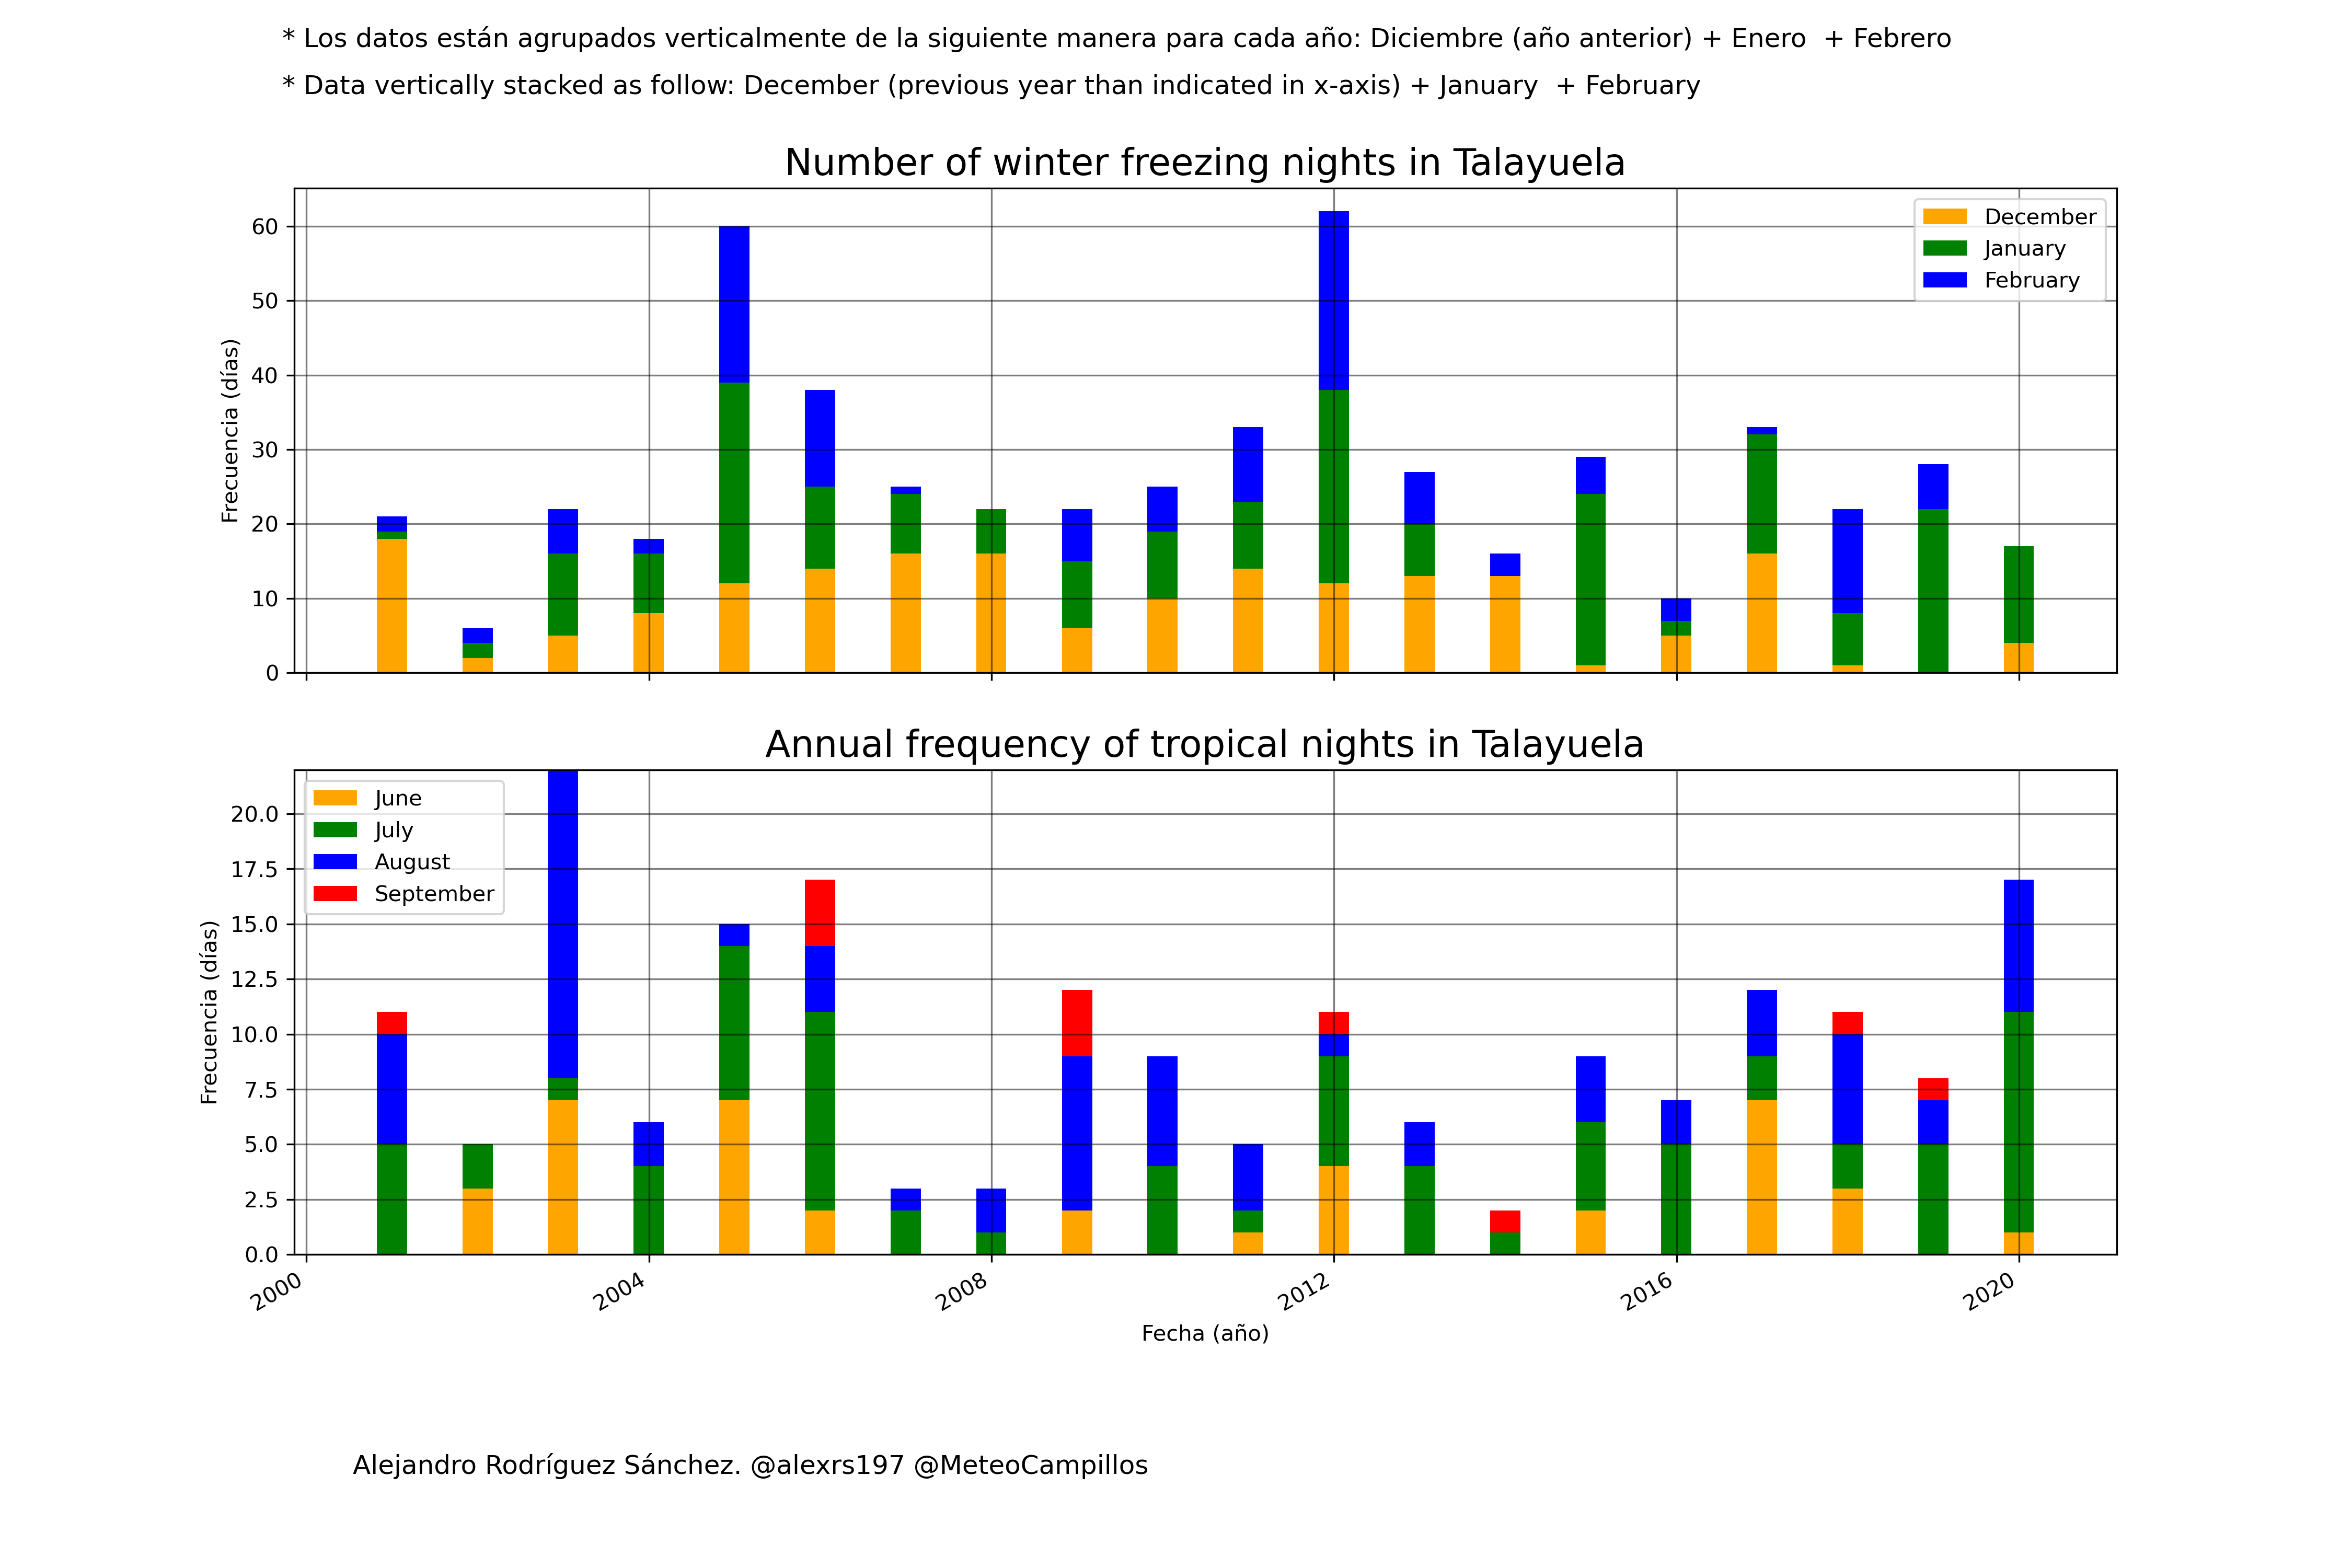 * Los datos están agrupados verticalmente de la siguiente manera para cada año: Diciembre (año anterior) + Enero  + Febrero
* Data vertically stacked as follow: December (previous year than indicated in x-axis) + January  + February
Number of winter freezing nights in Talayuela
Frecuencia (días)
60
50
40
30
20
10
0
December
January
February
Annual frequency of tropical nights in Talayuela
Frecuencia (días)
20.0
17.5
15.0
12.5
10.0
7.5
5.0
2.5
0.0
June
July
August
September
2000
2004
2008
2012
2016
2020
Fecha (año)
Alejandro Rodríguez Sánchez. @alexrs197 @MeteoCampillos